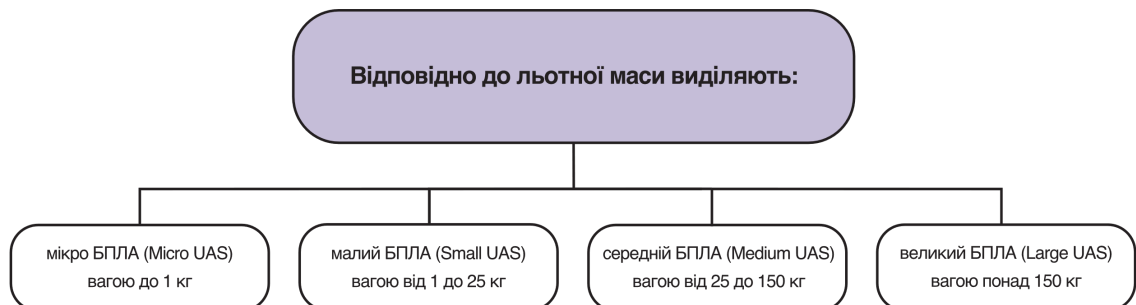 Відповідно до льотної маси виділяють:
мікро БПЛА (Micro UAS)
вагою до 1 кг
малий БПЛА (Small UAS)
вагою від 1 до 25 кг
середній БПЛА (Medium UAS)
вагою від 25 до 150 кг
великий БПЛА (Large UAS)
вагою понад 150 кг